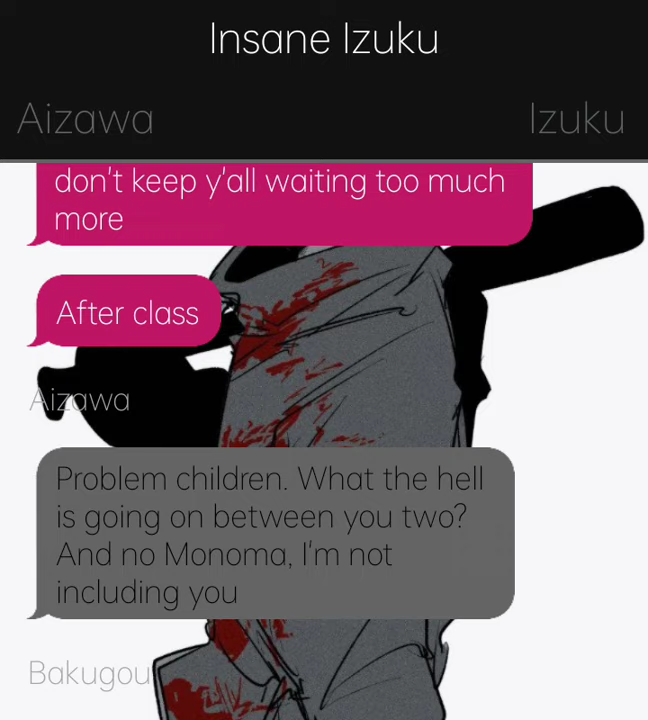 Insane Izuku
Aizawa
Izuku
don't keep y'all waiting too much
more
After class
Aizawa
Problem children. What the hell
is going on between you two?
And no Monoma, I'm not
including you
Bakugou